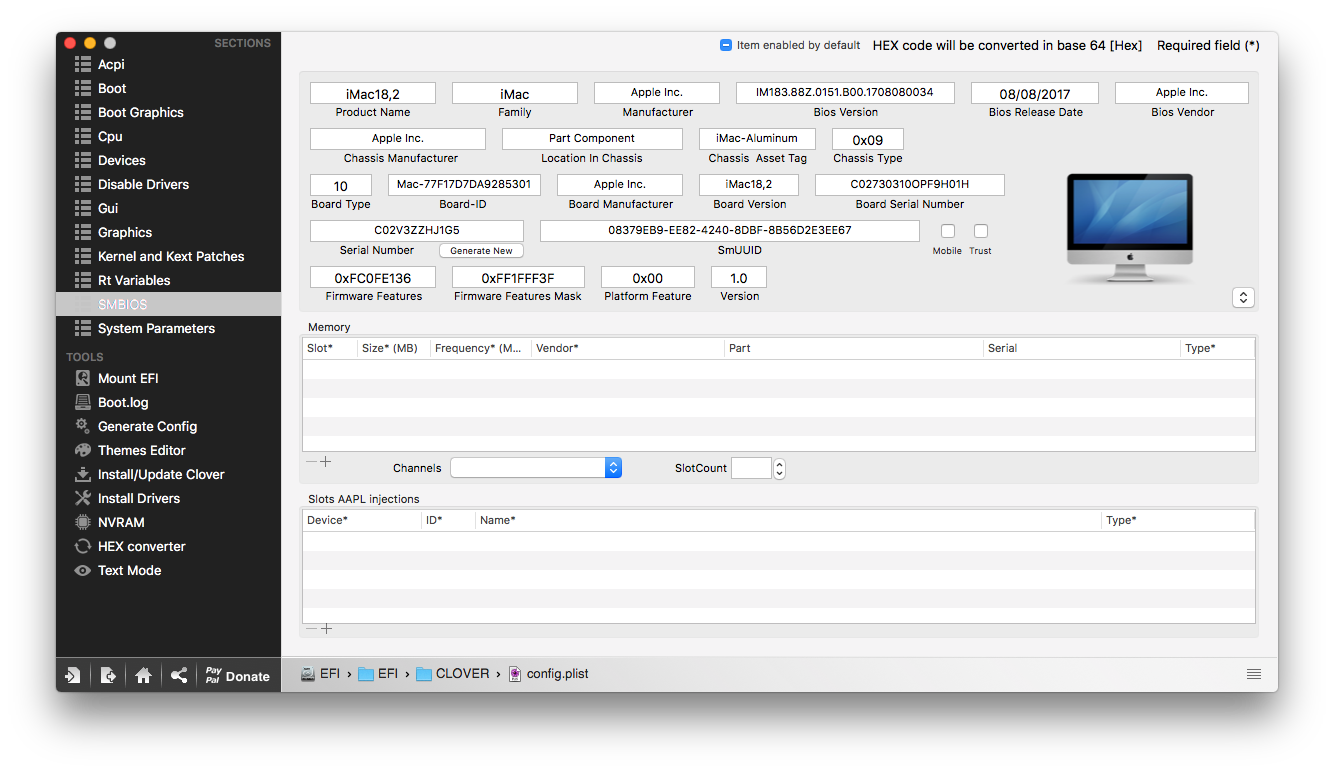 SECTIONS
Acpi
Boot
Boot Graphics
Cpu
Devices
Disable Drivers
Gui
Graphics
Kernel and Kext Patches
Rt Variables
SMBIOS
System Parameters
TOOLS
Mount EFI
Boot.log
Generate Config
Themes Editor
Install/Update Clover
Install Drivers
NVRAM
HEX converter
Text Mode
Pay Pal Donate
Item enabled by default HEX code will be converted in base 64 [Hex] Required field (*)
iMac18,2 iMac Apple Inc. IM183.88Z.0151.B00.1708080034 08/08/2017 Apple Inc.
Product Name Family Manufacturer Bios Version Bios Release Date Bios Vendor
Apple Inc. Part Component iMac-Aluminum 0x09
Chassis Manufacturer Location In Chassis Chassis Asset Tag Chassis Type
10 Mac-77F17D7DA9285301 Apple Inc. iMac18,2 C02730310OPF9H01H
Board Type Board-ID Board Manufacturer Board Version Board Serial Number
C02V3ZZHJ1G5 08379EB9-EE82-4240-8DBF-8B56D2E3EE67
Serial Number Generate New SmUUID Mobile Trust
0xFC0FE136 0xFF1FFF3F 0x00 1.0
Firmware Features Firmware Features Mask Platform Feature Version
Memory
Slot* Size* (MB) Frequency* (M... Vendor* Part Serial Type*
Channels SlotCount
Slots AAPL injections
Device* ID* Name* Type*
EFI › EFI › CLOVER › config.plist